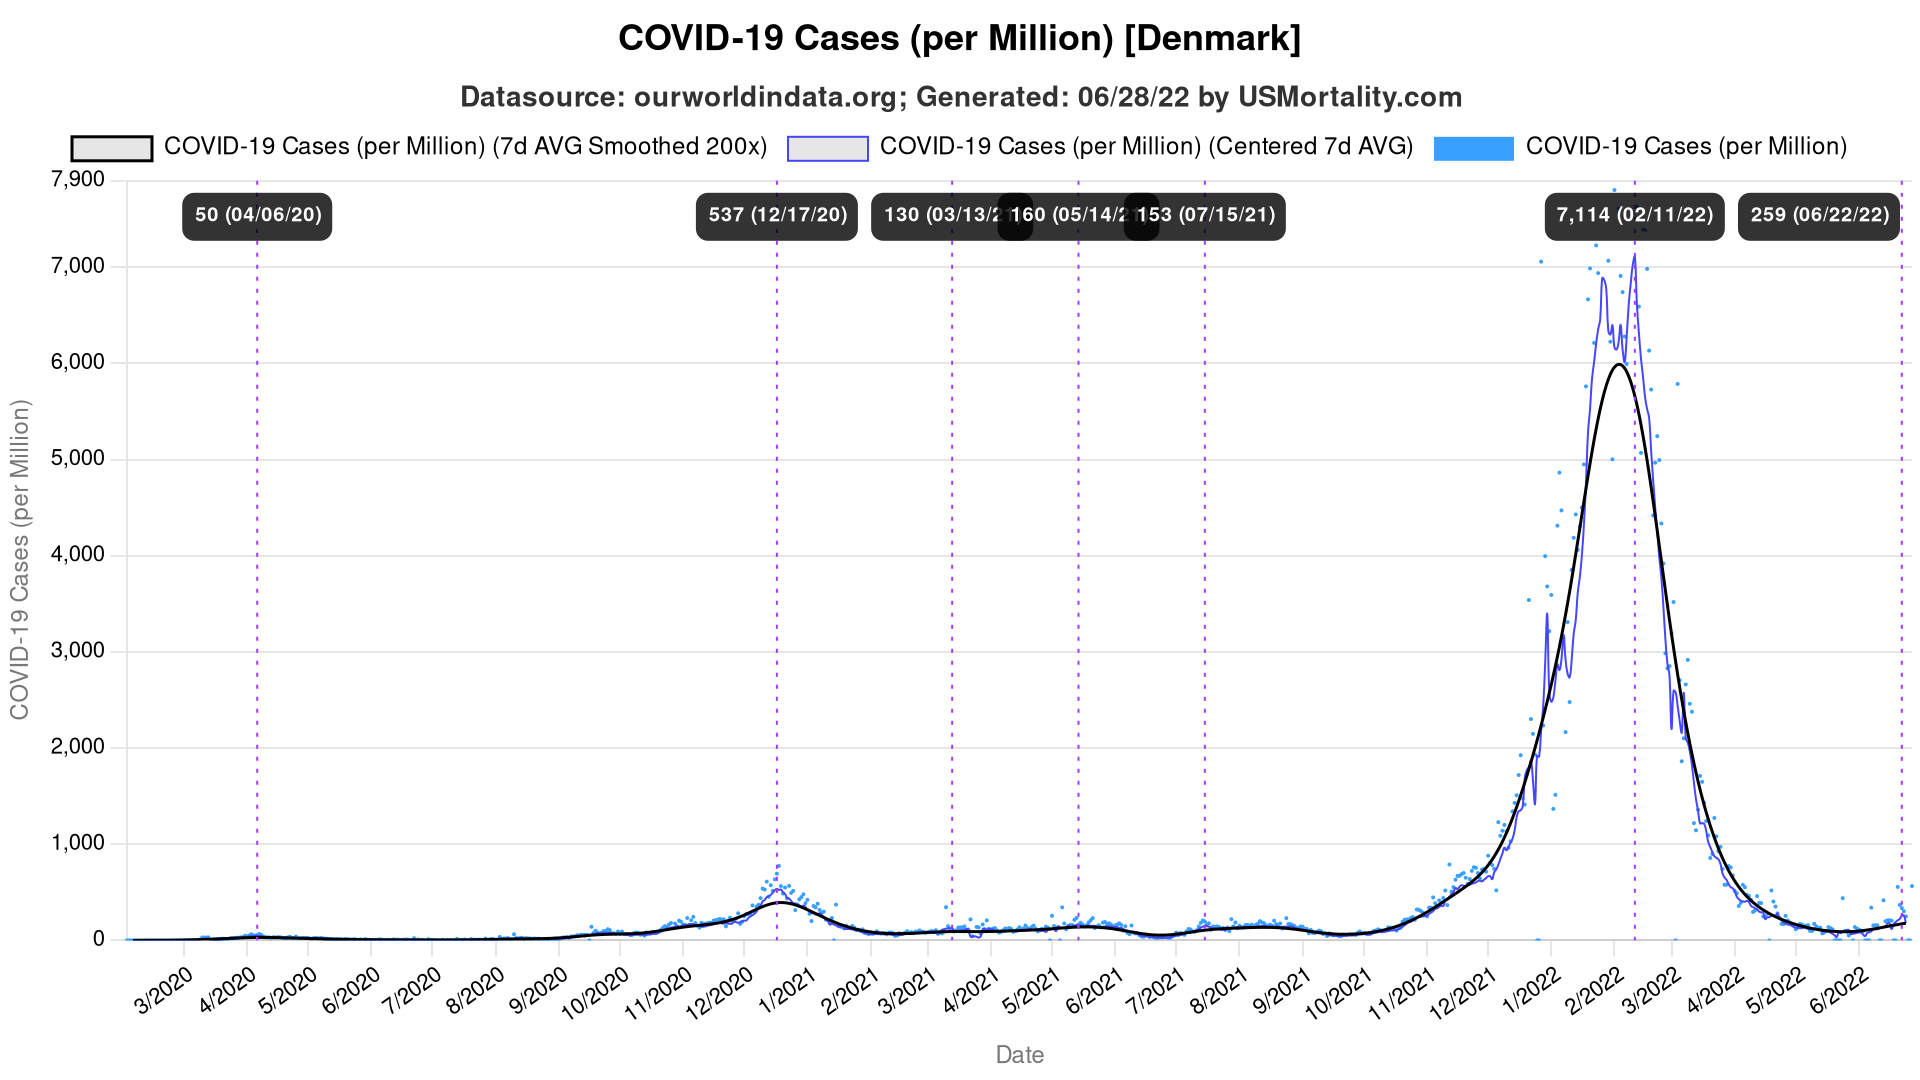 COVID-19 Cases (per Million) [Denmark]
Datasource: ourworldindata.org; Generated: 06/28/22 by USMortality.com
COVID-19 Cases (per Million) (7d AVG Smoothed 200x) COVID-19 Cases (per Million) (Centered 7d AVG) COVID-19 Cases (per Million)
50 (04/06/20) 537 (12/17/20) 130 (03/13/21) 160 (05/14/21) 153 (07/15/21) 7,114 (02/11/22) 259 (06/22/22)
7,900
7,000
6,000
5,000
4,000
3,000
2,000
1,000
0
COVID-19 Cases (per Million)
3/2020 4/2020 5/2020 6/2020 7/2020 8/2020 9/2020 10/2020 11/2020 12/2020 1/2021 2/2021 3/2021 4/2021 5/2021 6/2021 7/2021 8/2021 9/2021 10/2021 11/2021 12/2021 1/2022 2/2022 3/2022 4/2022 5/2022 6/2022
Date